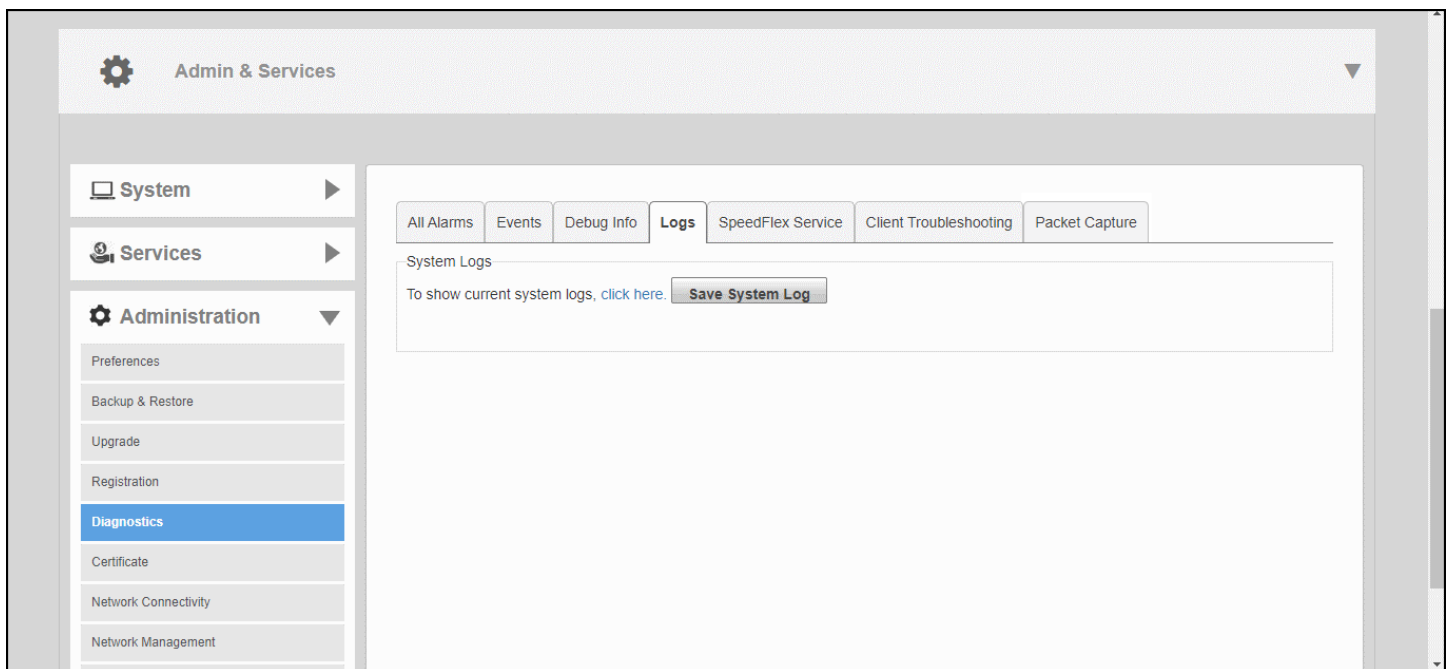 Admin & Services
System
Services
Administration
Preferences
Backup & Restore
Upgrade
Registration
Diagnostics
Certificate
Network Connectivity
Network Management
All Alarms Events Debug Info Logs SpeedFlex Service Client Troubleshooting Packet Capture
System Logs
To show current system logs, click here. Save System Log